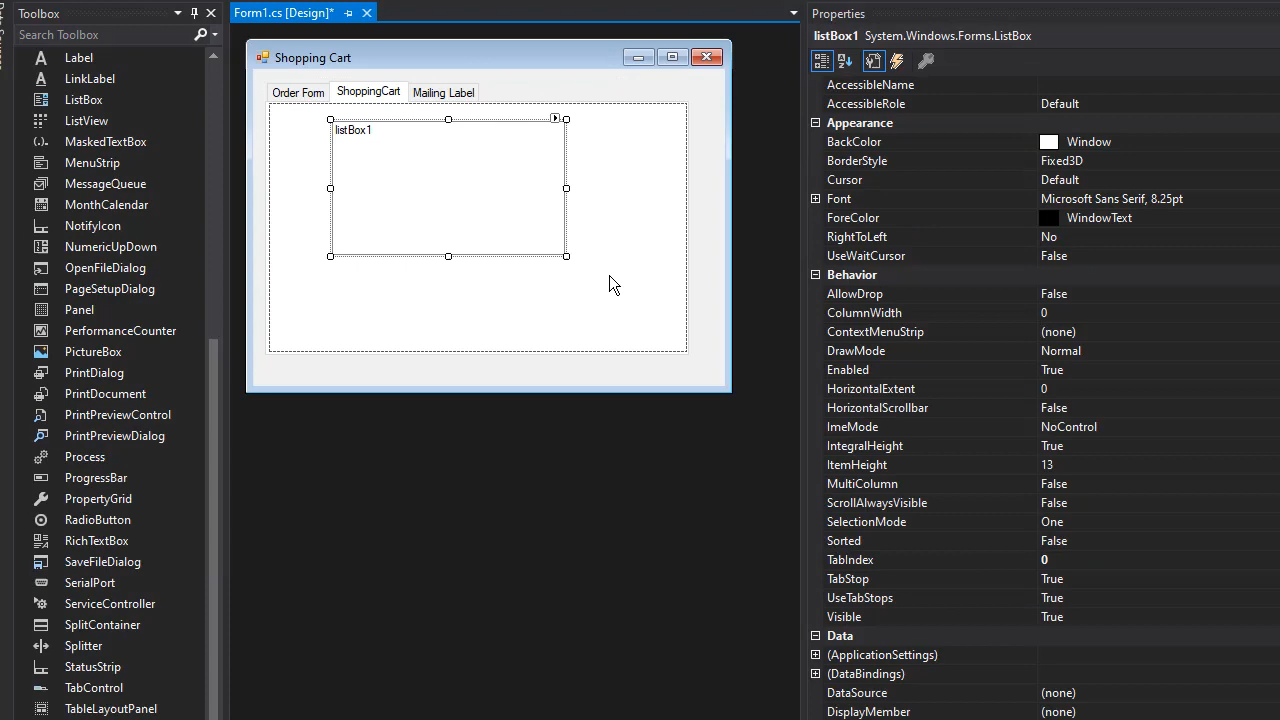 Toolbox
Search Toolbox
Label
LinkLabel
ListBox
ListView
MaskedTextBox
MenuStrip
MessageQueue
MonthCalendar
NotifyIcon
NumericUpDown
OpenFileDialog
PageSetupDialog
Panel
PerformanceCounter
PictureBox
PrintDialog
PrintDocument
PrintPreviewControl
PrintPreviewDialog
Process
ProgressBar
PropertyGrid
RadioButton
RichTextBox
SaveFileDialog
SerialPort
ServiceController
SplitContainer
Splitter
StatusStrip
TabControl
TableLayoutPanel
Form1.cs [Design]*
Shopping Cart
Order Form ShoppingCart Mailing Label
listBox1
Properties
listBox1 System.Windows.Forms.ListBox
AccessibleName
AccessibleRole Default
Appearance
BackColor Window
BorderStyle Fixed3D
Cursor Default
Font Microsoft Sans Serif, 8.25pt
ForeColor WindowText
RightToLeft No
UseWaitCursor False
Behavior
AllowDrop False
ColumnWidth 0
ContextMenuStrip (none)
DrawMode Normal
Enabled True
HorizontalExtent 0
HorizontalScrollbar False
ImeMode NoControl
IntegralHeight True
ItemHeight 13
MultiColumn False
ScrollAlwaysVisible False
SelectionMode One
Sorted False
TabIndex 0
TabStop True
UseTabStops True
Visible True
Data
(ApplicationSettings)
(DataBindings)
DataSource (none)
DisplayMember (none)